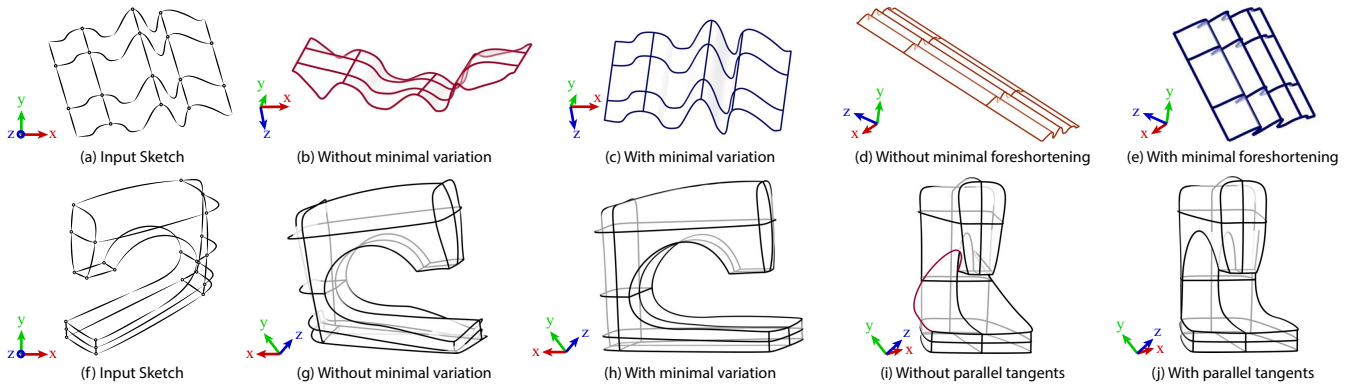 y
z
x
(a) Input Sketch
y
x
z
(b) Without minimal variation
y
x
z
(c) With minimal variation
z
y
x
(d) Without minimal foreshortening
z
y
x
(e) With minimal foreshortening
y
z
x
(f) Input Sketch
y
z
x
(g) Without minimal variation
y
z
x
(h) With minimal variation
y
z
x
(i) Without parallel tangents
y
z
x
(j) With parallel tangents